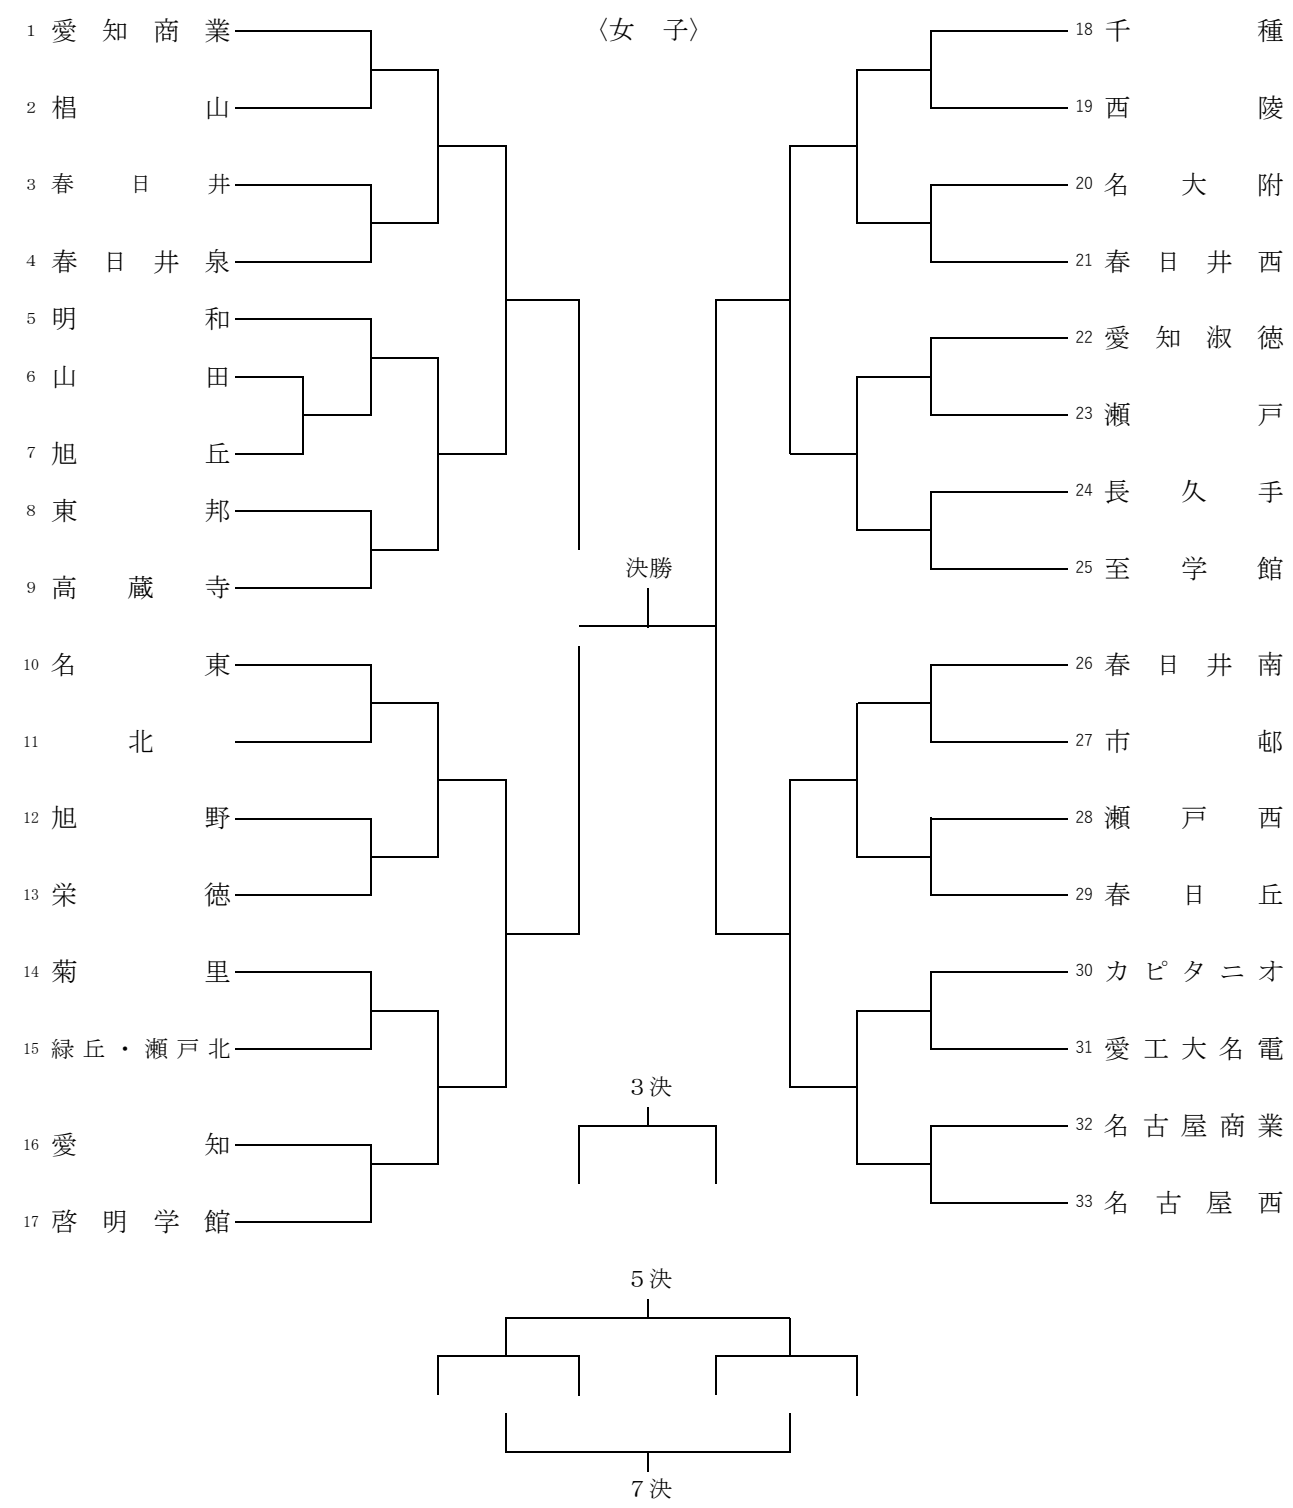 〈女　子〉
1 愛知商業
2 椙山
3 春日井
4 春日井泉
5 明和
6 山田
7 旭丘
8 東邦
9 高蔵寺
10 名東
11 北
12 旭野
13 栄徳
14 菊里
15 緑丘・瀬戸北
16 愛知
17 啓明学館
決勝
3決
5決
7決
18 千種
19 西陵
20 名大附
21 春日井西
22 愛知淑徳
23 瀬戸
24 長久手
25 至学館
26 春日井南
27 市邨
28 瀬戸西
29 春日丘
30 カピタニオ
31 愛工大名電
32 名古屋商業
33 名古屋西